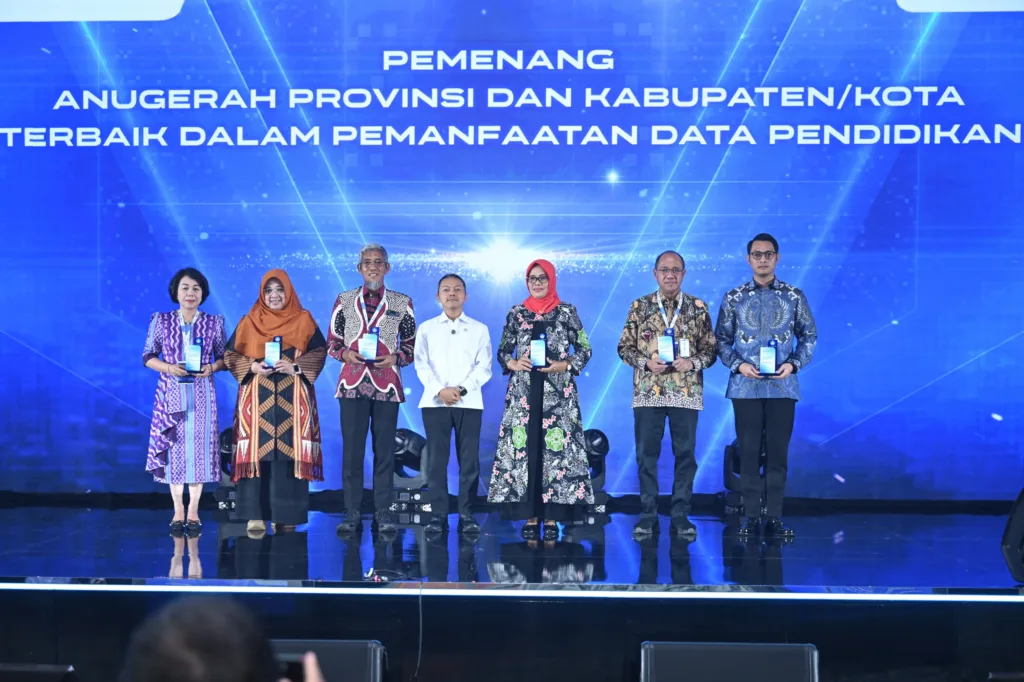 PEMENANG
ANUGERAH PROVINSI DAN KABUPATEN/KOTA
TERBAIK DALAM PEMANFAATAN DATA PENDIDIKAN